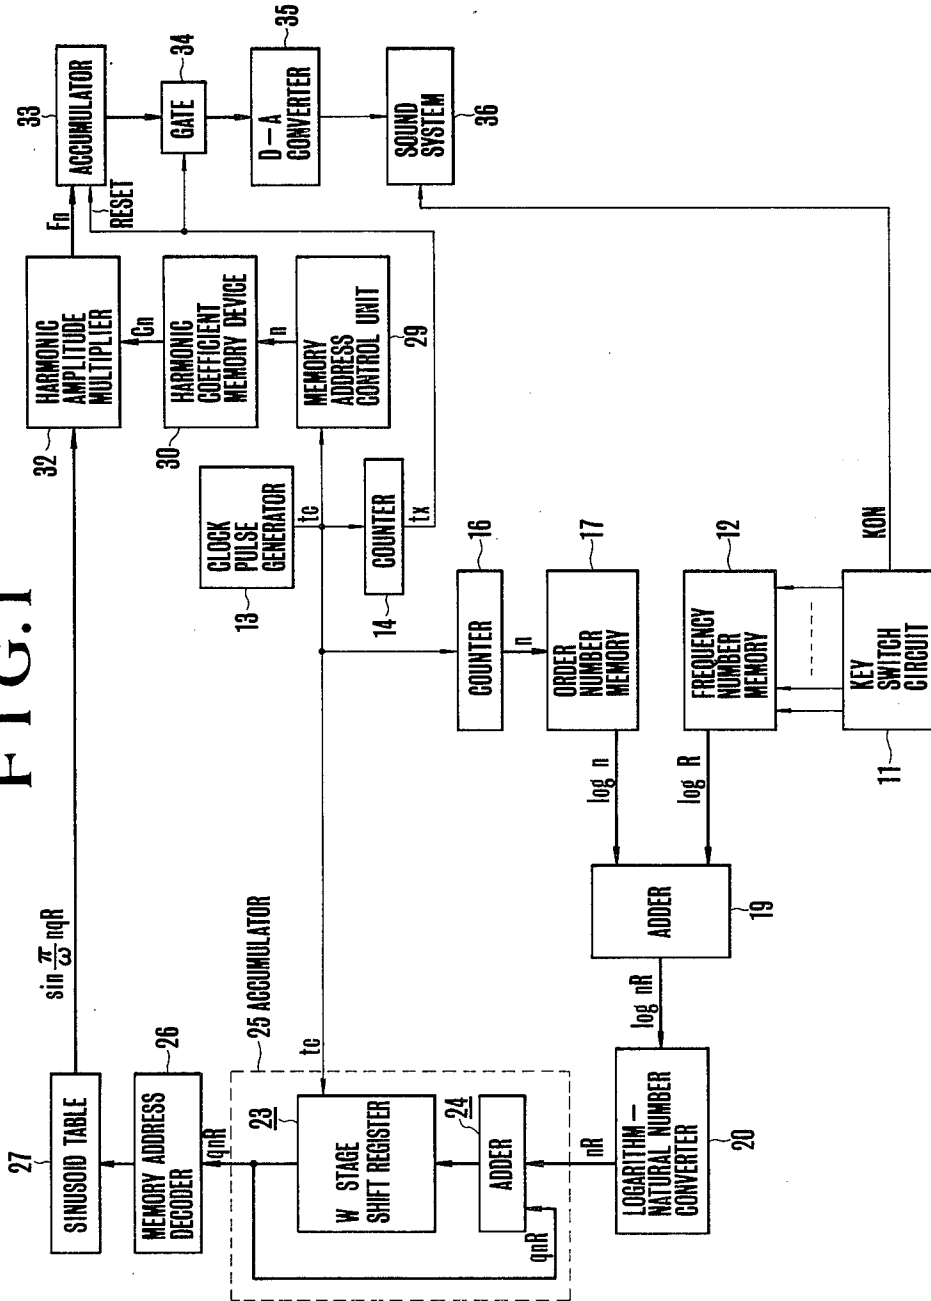 FIG.1
27
SINUSOID TABLE
sin π/ω nqR
32
HARMONIC
AMPLITUDE
MULTIPLIER
Fn
33
ACCUMULATOR
RESET
26
MEMORY ADDRESS
DECODER
qnR
Cn
30
HARMONIC
COEFFICIENT
MEMORY DEVICE
n
34
GATE
25 ACCUMULATOR
23
W STAGE
SHIFT REGISTER
tc
13
CLOCK
PULSE
GENERATOR
tc
MEMORY
ADDRESS
CONTROL UNIT
29
35
D-A
CONVERTER
14
COUNTER
tx
24
ADDER
qnR
nR
16
COUNTER
n
17
ORDER
NUMBER
MEMORY
log n
SOUND
SYSTEM
36
20
LOGARITHM-
NATURAL NUMBER
CONVERTER
log nR
ADDER
19
log R
12
FREQUENCY
NUMBER
MEMORY
11
KEY
SWITCH
CIRCUIT
KON